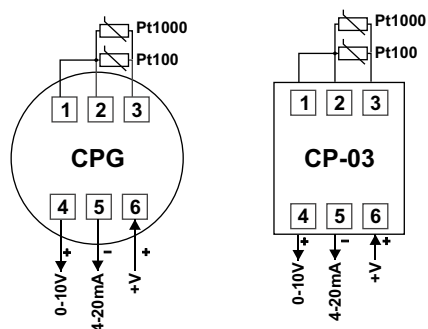 Pt1000
Pt100
1 2 3
CPG
4 5 6
+ - +
0-10V
4-20mA
+V
Pt1000
Pt100
1 2 3
CP-03
4 5 6
+ - +
0-10V
4-20mA
+V